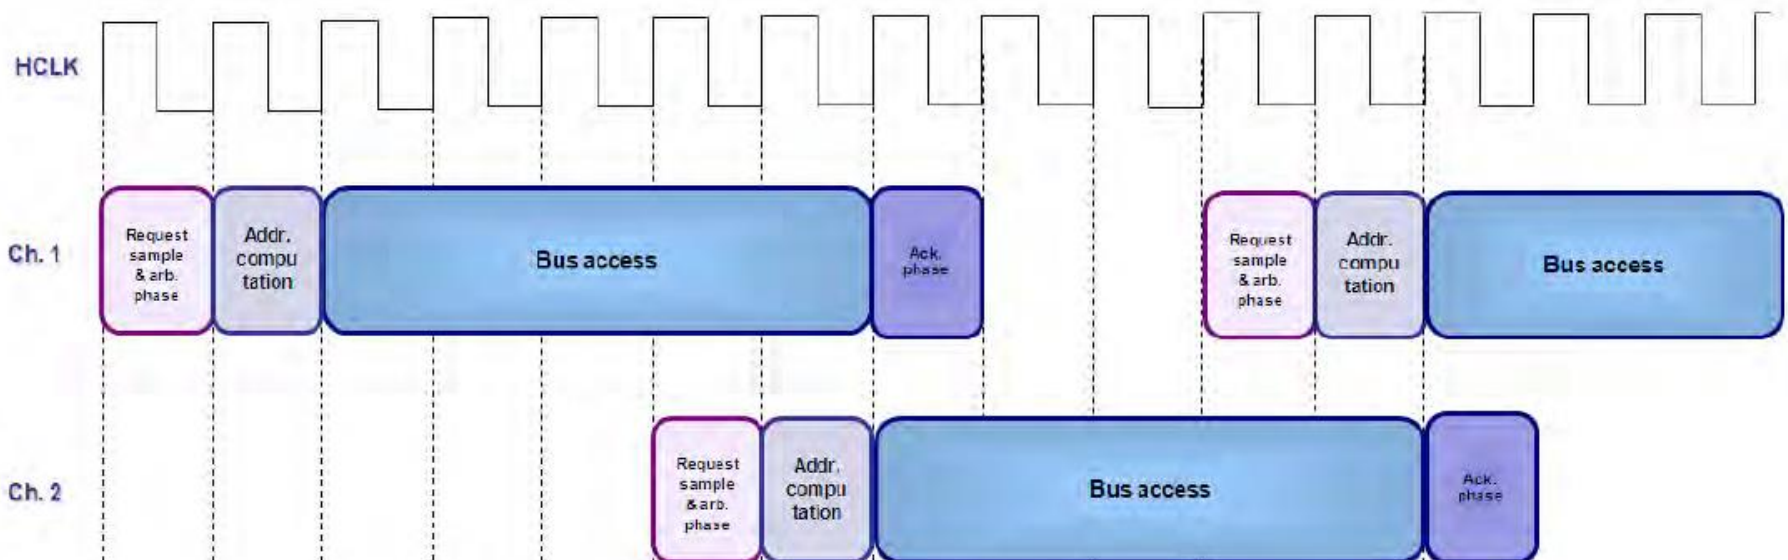 HCLK
Ch. 1
Request
sample
& arb.
phase
Addr.
compu
tation
Bus access
Ack.
phase
Request
sample
& arb.
phase
Addr.
compu
tation
Bus access
Ch. 2
Request
sample
& arb.
phase
Addr.
compu
tation
Bus access
Ack.
phase